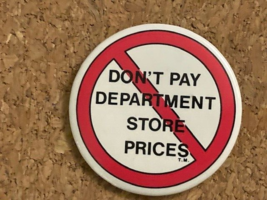 DON'T PAY
DEPARTMENT
STORE
PRICES
T.M.